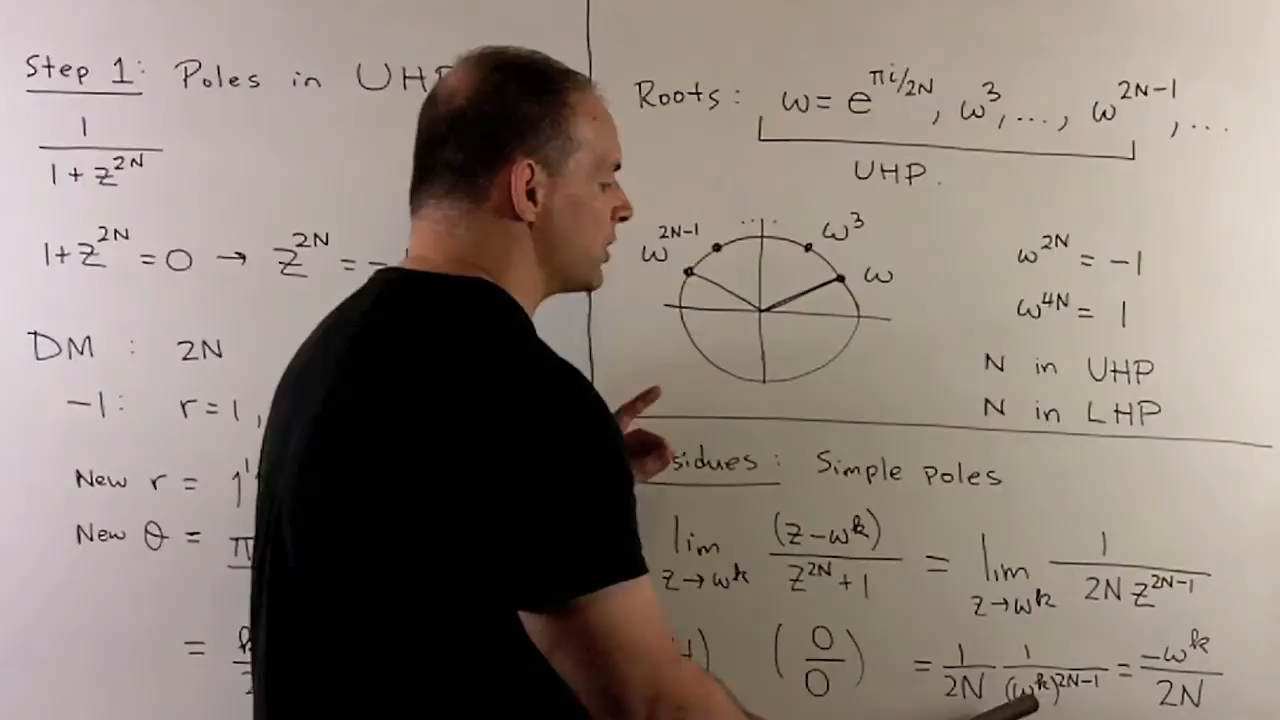 Step 1: Poles in UHP
1/(1 + z^{2N})
1+z^{2N} = 0 → z^{2N} = -
DM : 2N
-1: r=1,
New r = 1
New θ = π
=
Roots: ω = e^{πi/2N}, ω^3, ..., ω^{2N-1}, ...
UHP.
ω^{2N-1} .... ω^3
ω
ω^{2N} = -1
ω^{4N} = 1
N in UHP
N in LHP
sidues: Simple poles
lim z→ω^k (z-ω^k)/(z^{2N}+1) = lim z→ω^k 1/(2N z^{2N-1})
(0/0) = 1/2N 1/(ω^k)^{2N-1} = -ω^k/2N